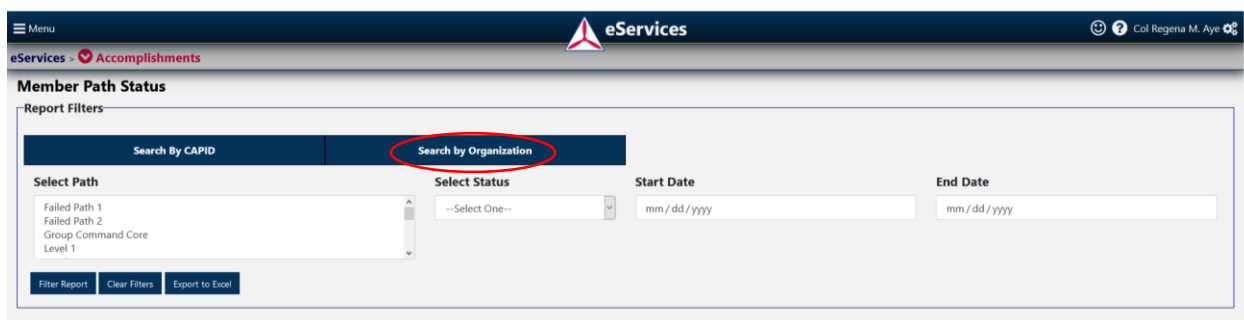 Menu eServices Col Regena M. Aye
eServices > Accomplishments
Member Path Status
Report Filters
Search By CAPID Search by Organization
Select Path Select Status Start Date End Date
Failed Path 1 --Select One-- mm / dd / yyyy mm / dd / yyyy
Failed Path 2
Group Command Core
Level 1
Filter Report Clear Filters Export to Excel